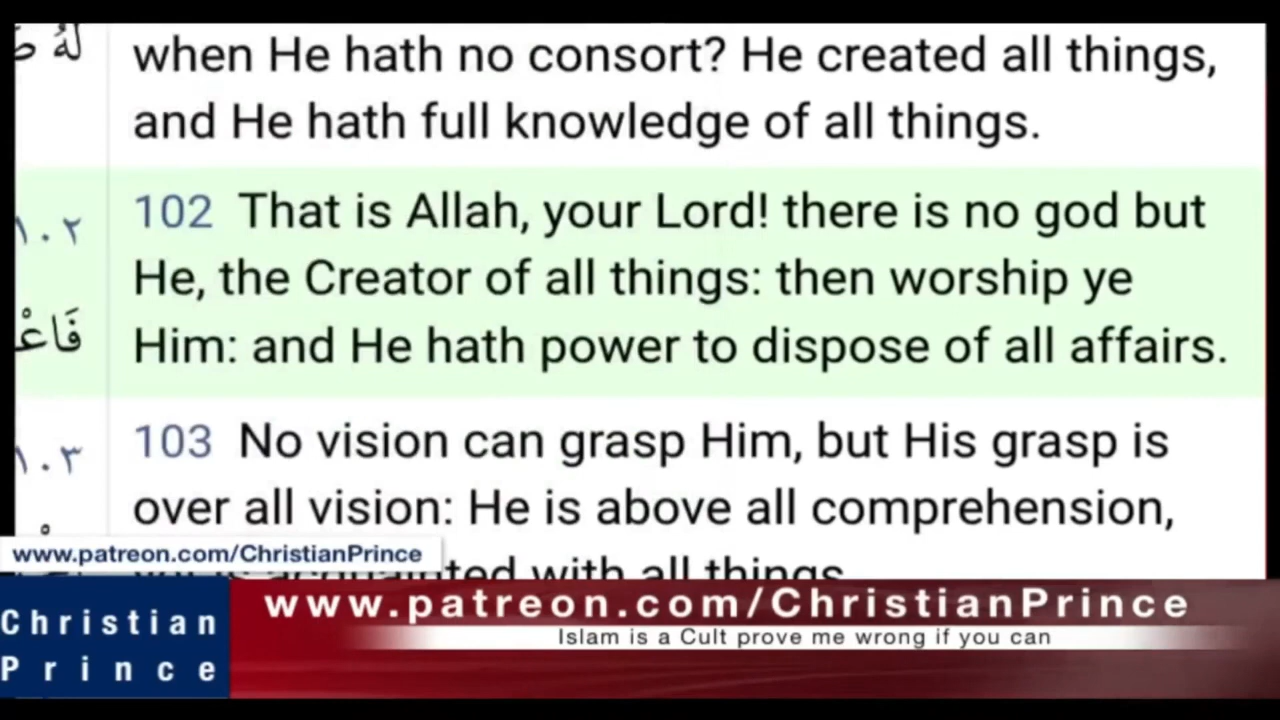 when He hath no consort? He created all things,
and He hath full knowledge of all things.
١٠٢
102 That is Allah, your Lord! there is no god but
He, the Creator of all things: then worship ye
Him: and He hath power to dispose of all affairs.
١٠٣
103 No vision can grasp Him, but His grasp is
over all vision: He is above all comprehension,
with all things.
www.patreon.com/ChristianPrince
Christian
Prince
www.patreon.com/ChristianPrince
Islam is a Cult prove me wrong if you can